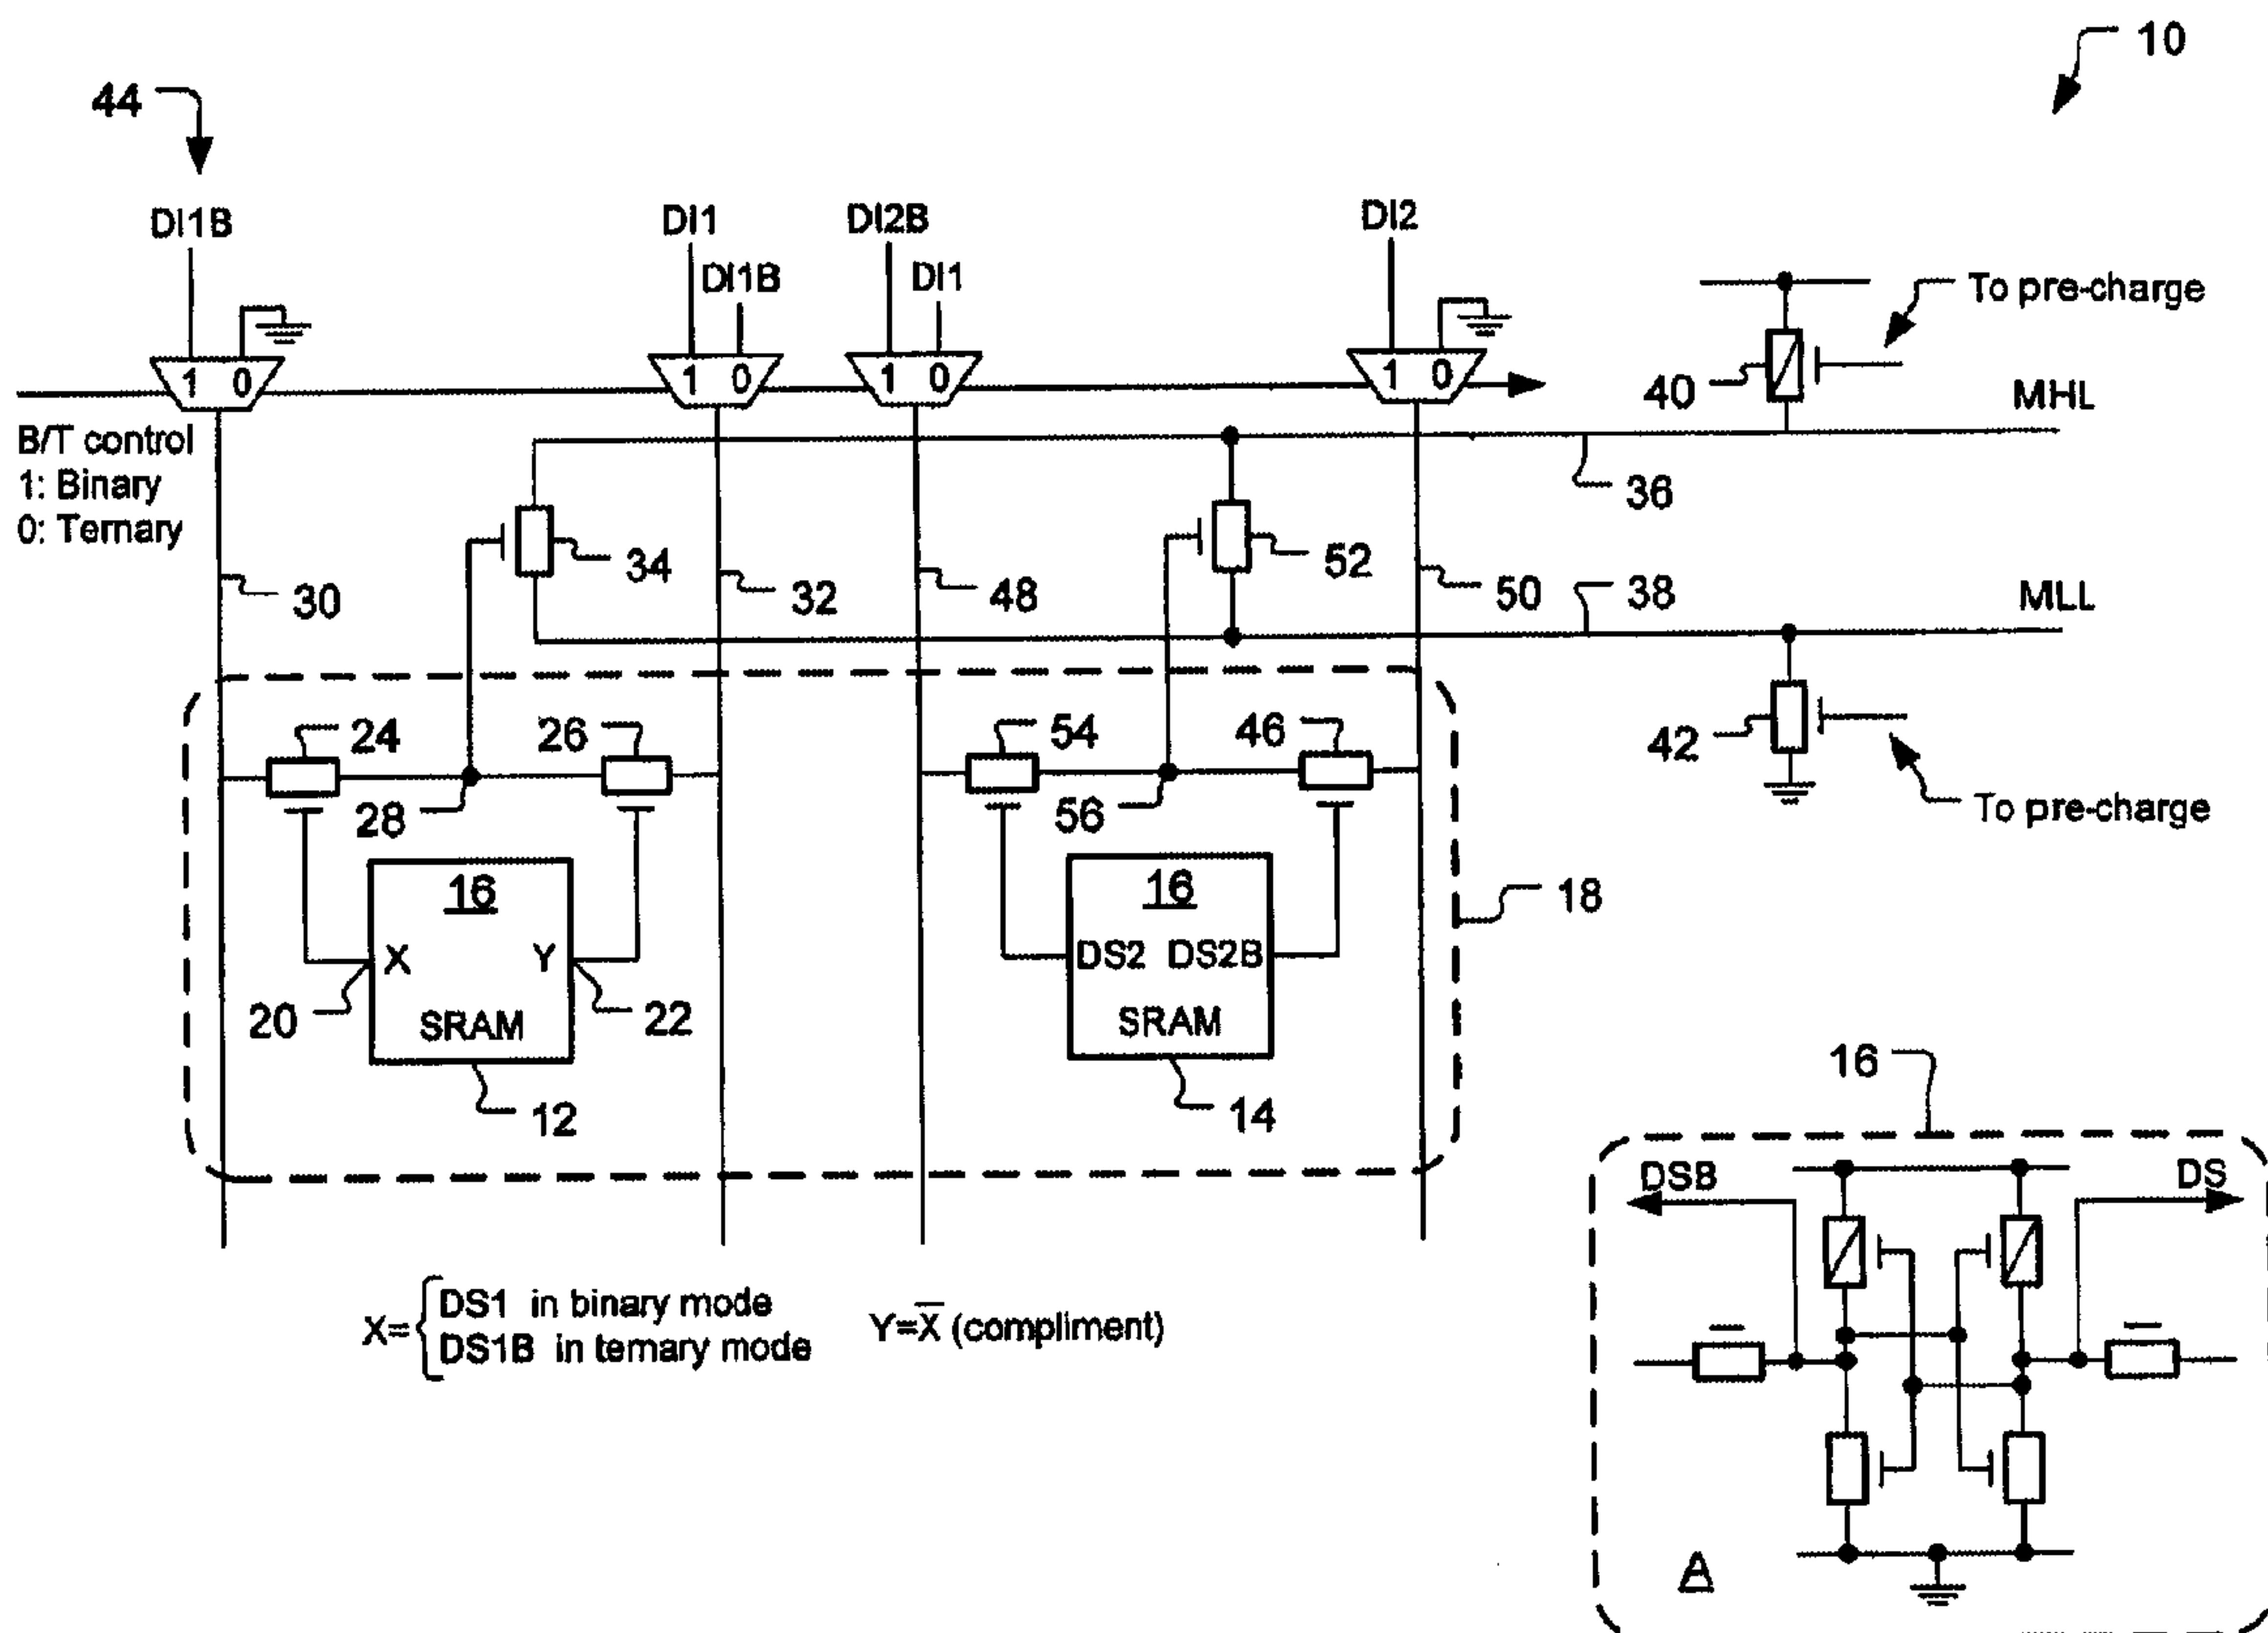 10
44
DI1B
DI1
DI1B
DI2B
DI1
DI2
To pre-charge
1 0
1 0
1 0
1 0
40
MHL
B/T control
1: Binary
0: Ternary
36
34
52
30
32
48
50
38
MLL
24
26
54
46
42
28
56
To pre-charge
16
X Y
SRAM
20
22
12
16
DS2 DS2B
SRAM
14
18
16
DSB
DS
A
X= DS1 in binary mode
DS1B in ternary mode
Y=X̅ (compliment)